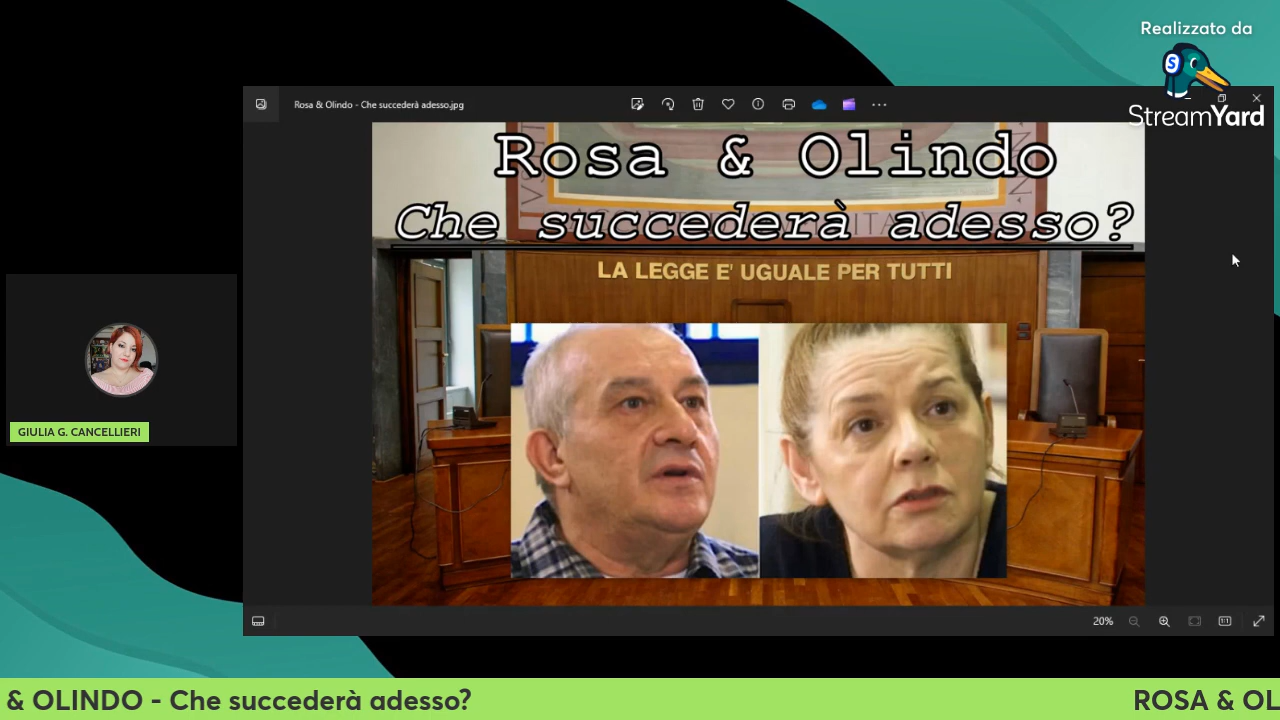 Realizzato da
StreamYard
Rosa & Olindo - Che succederà adesso.jpg
Rosa & Olindo
Che succederà adesso?
LA LEGGE E' UGUALE PER TUTTI
GIULIA G. CANCELLIERI
20%
& OLINDO - Che succederà adesso?
ROSA & OL